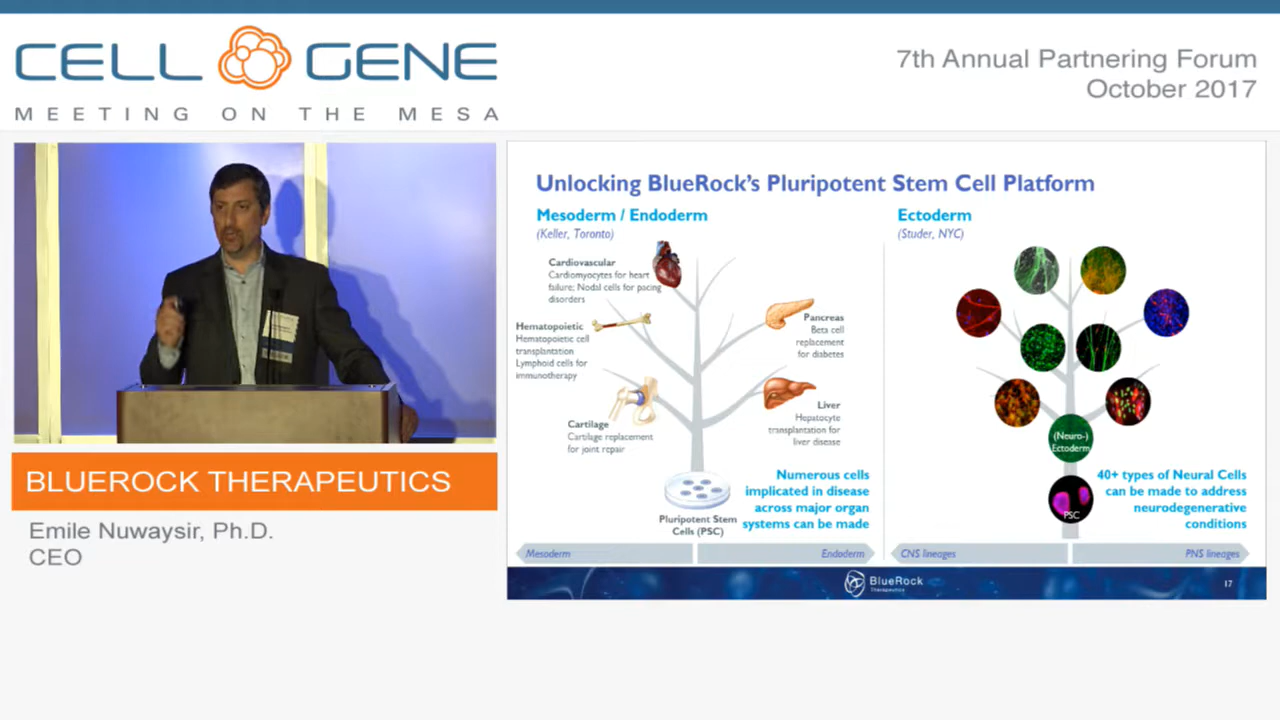 CELL GENE
MEETING ON THE MESA
7th Annual Partnering Forum
October 2017
BLUEROCK THERAPEUTICS
Emile Nuwaysir, Ph.D.
CEO
Unlocking BlueRock's Pluripotent Stem Cell Platform
Mesoderm / Endoderm
(Keller, Toronto)
Cardiovascular
Cardiomyocytes for heart
failure; Nodal cells for pacing
disorders
Hematopoietic
Hematopoietic cell
transplantation
Lymphoid cells for
immunotherapy
Cartilage
Cartilage replacement
for joint repair
Pancreas
Beta cell
replacement
for diabetes
Liver
Hepatocyte
transplantation for
liver disease
Pluripotent Stem
Cells (PSC)
Numerous cells
implicated in disease
across major organ
systems can be made
Mesoderm
Endoderm
Ectoderm
(Studer, NYC)
(Neuro-)
Ectoderm
PSC
40+ types of Neural Cells
can be made to address
neurodegenerative
conditions
CNS lineages
PNS lineages
BlueRock
Therapeutics
17